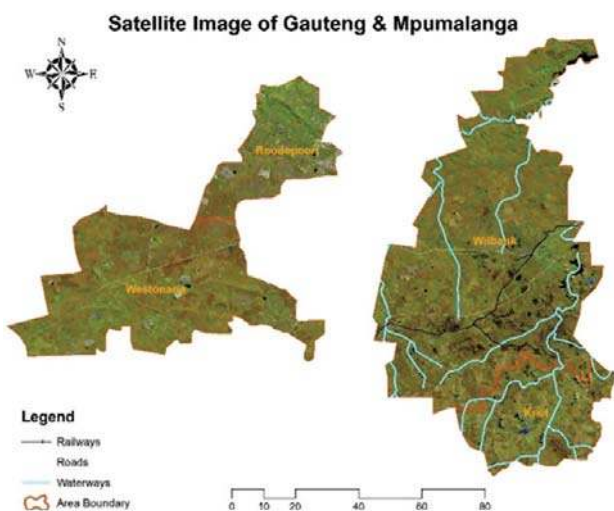 Satellite Image of Gauteng & Mpumalanga
N
W E
S
Roodepoort
Witbank
Westonaria
Kriel
Legend
Railways
Roads
Waterways
Area Boundary
0 10 20 40 60 80